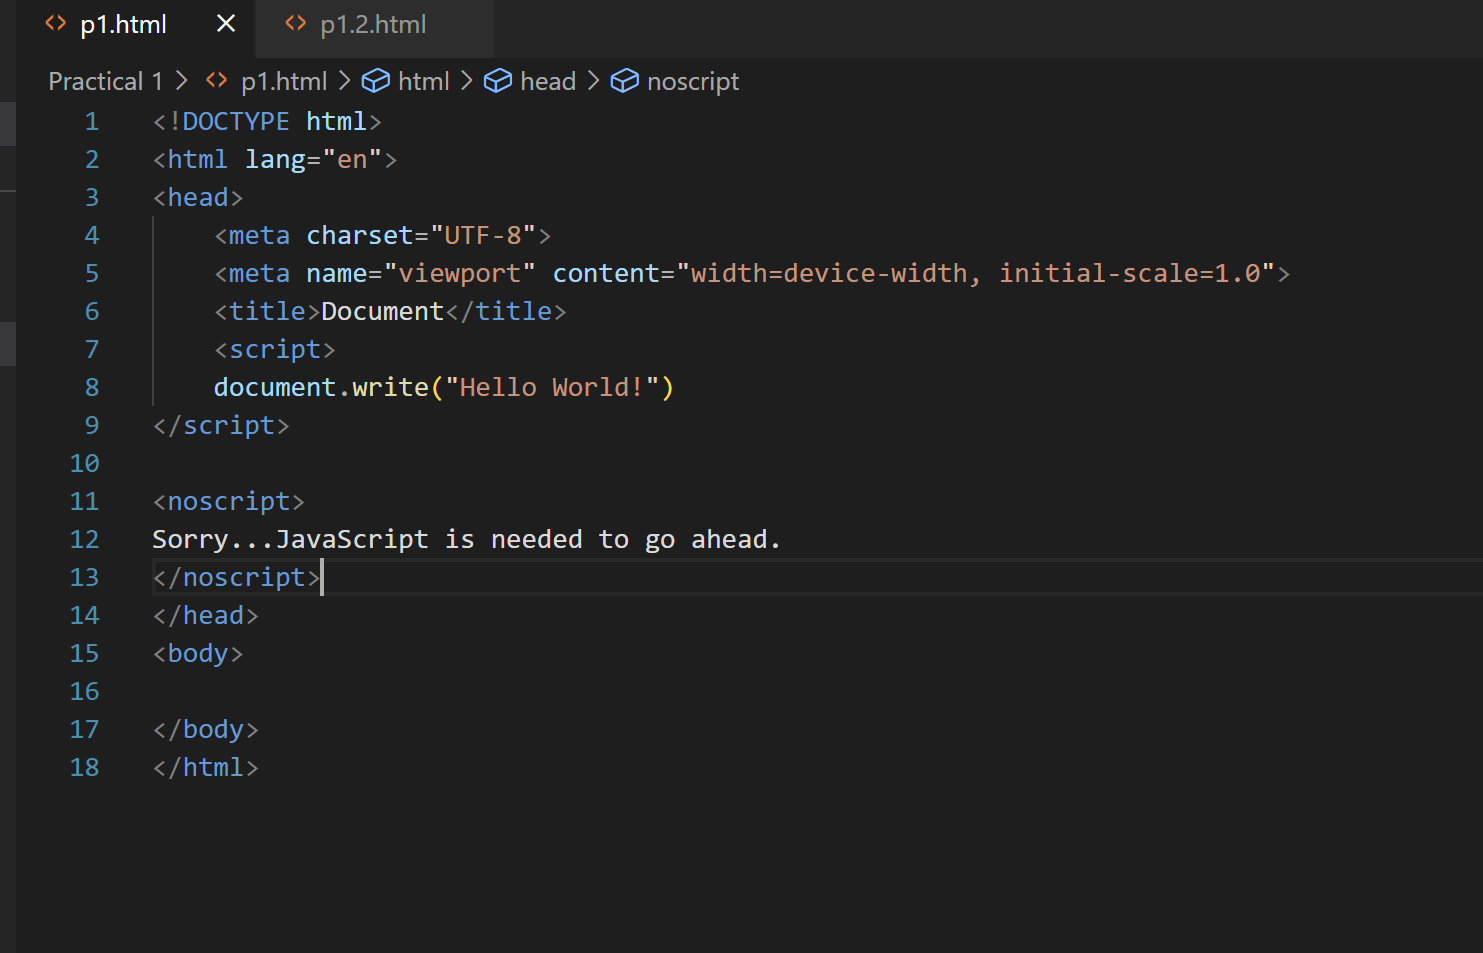 p1.html
p1.2.html
Practical 1 > p1.html > html > head > noscript
1 <!DOCTYPE html>
2 <html lang="en">
3 <head>
4     <meta charset="UTF-8">
5     <meta name="viewport" content="width=device-width, initial-scale=1.0">
6     <title>Document</title>
7     <script>
8     document.write("Hello World!")
9 </script>
10
11 <noscript>
12 Sorry...JavaScript is needed to go ahead.
13 </noscript>
14 </head>
15 <body>
16
17 </body>
18 </html>